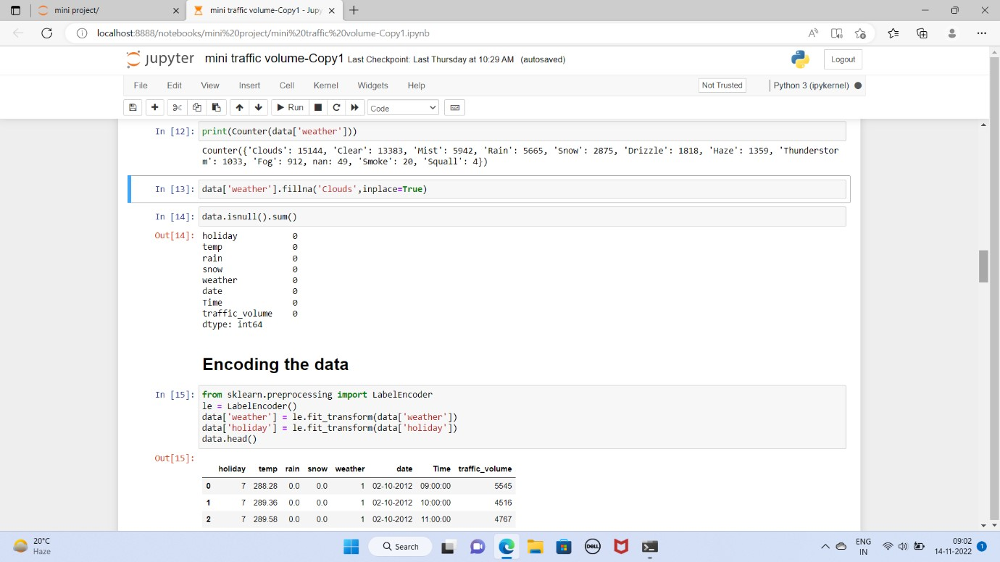 mini project/
mini traffic volume-Copy1 - Jupy
localhost:8888/notebooks/mini%20project/mini%20traffic%20volume-Copy1.ipynb
jupyter mini traffic volume-Copy1 Last Checkpoint: Last Thursday at 10:29 AM (autosaved)
Logout
File Edit View Insert Cell Kernel Widgets Help
Not Trusted
Python 3 (ipykernel)
Run
Code
In [12]: print(Counter(data['weather']))
Counter({'Clouds': 15144, 'Clear': 13383, 'Mist': 5942, 'Rain': 5665, 'Snow': 2875, 'Drizzle': 1818, 'Haze': 1359, 'Thunderstor
m': 1033, 'Fog': 912, nan: 49, 'Smoke': 20, 'Squall': 4})
In [13]: data['weather'].fillna('Clouds',inplace=True)
In [14]: data.isnull().sum()
Out[14]: holiday 0
temp 0
rain 0
snow 0
weather 0
date 0
Time 0
traffic_volume 0
dtype: int64
Encoding the data
In [15]: from sklearn.preprocessing import LabelEncoder
le = LabelEncoder()
data['weather'] = le.fit_transform(data['weather'])
data['holiday'] = le.fit_transform(data['holiday'])
data.head()
Out[15]:
holiday temp rain snow weather date Time traffic_volume
0 7 288.28 0.0 0.0 1 02-10-2012 09:00:00 5545
1 7 289.36 0.0 0.0 1 02-10-2012 10:00:00 4516
2 7 289.58 0.0 0.0 1 02-10-2012 11:00:00 4767
20°C
Haze
Search
DELL
ENG
IN
09:02
14-11-2022
1